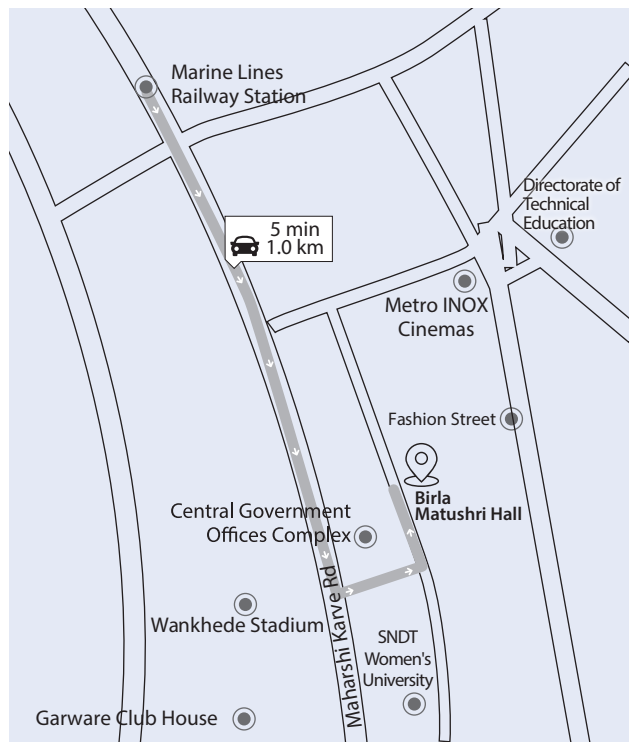 Marine Lines
Railway Station
Directorate of
Technical
Education
5 min
1.0 km
Metro INOX
Cinemas
Fashion Street
Birla
Matushri Hall
Central Government
Offices Complex
Maharshi Karve Rd
Wankhede Stadium
SNDT
Women's
University
Garware Club House